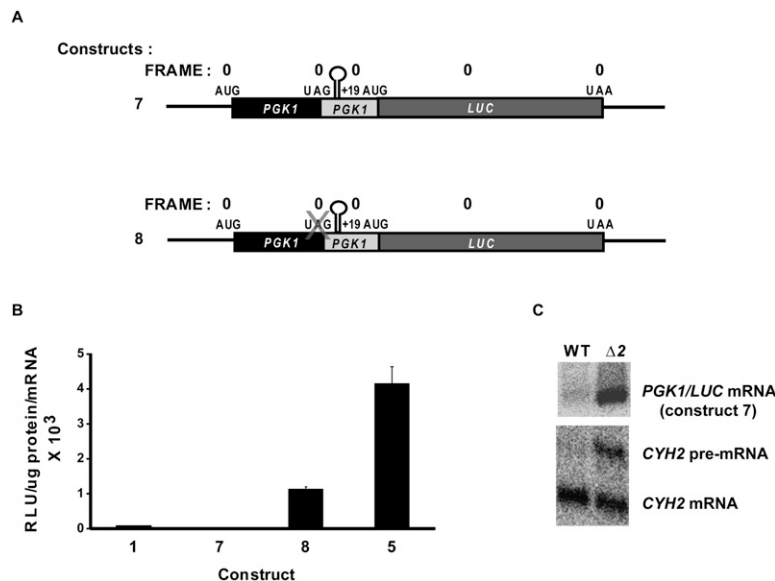 A
Constructs :
FRAME : 0 0 0 0 0
AUG UAG +19 AUG UAA
7 PGK1 PGK1 LUC
FRAME : 0 0 0 0 0
AUG UAG +19 AUG UAA
8 PGK1 PGK1 LUC
B
RLU/ug protein/mRNA
X 10³
5
4
3
2
1
0
1 7 8 5
Construct
C
WT Δ2
PGK1/LUC mRNA
(construct 7)
CYH2 pre-mRNA
CYH2 mRNA